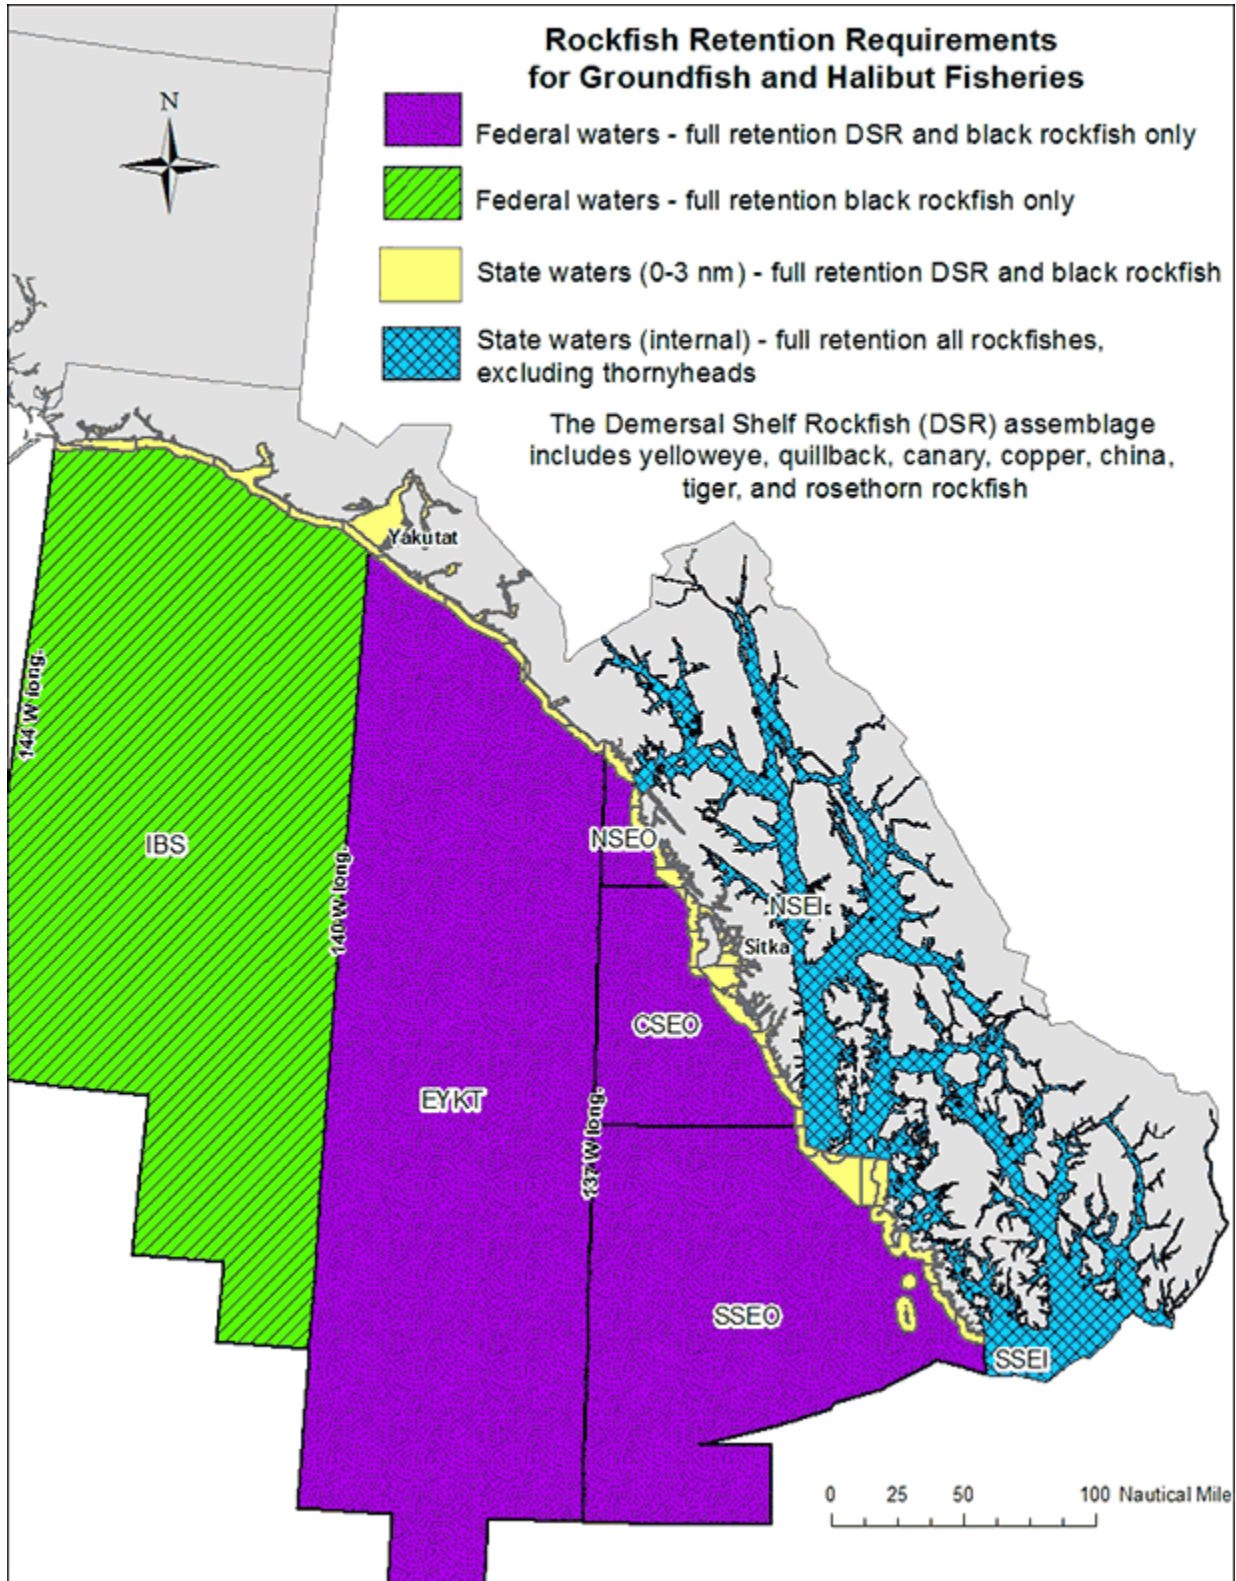 Rockfish Retention Requirements
for Groundfish and Halibut Fisheries
N
Federal waters - full retention DSR and black rockfish only
Federal waters - full retention black rockfish only
State waters (0-3 nm) - full retention DSR and black rockfish
State waters (internal) - full retention all rockfishes,
excluding thornyheads
The Demersal Shelf Rockfish (DSR) assemblage
includes yelloweye, quillback, canary, copper, china,
tiger, and rosethorn rockfish
Yakutat
144 W long.
IBS
140 W long.
NSEO
NSEI
Sitka
CSEO
EYKT
137 W long.
SSEO
SSEI
0 25 50 100 Nautical Mile